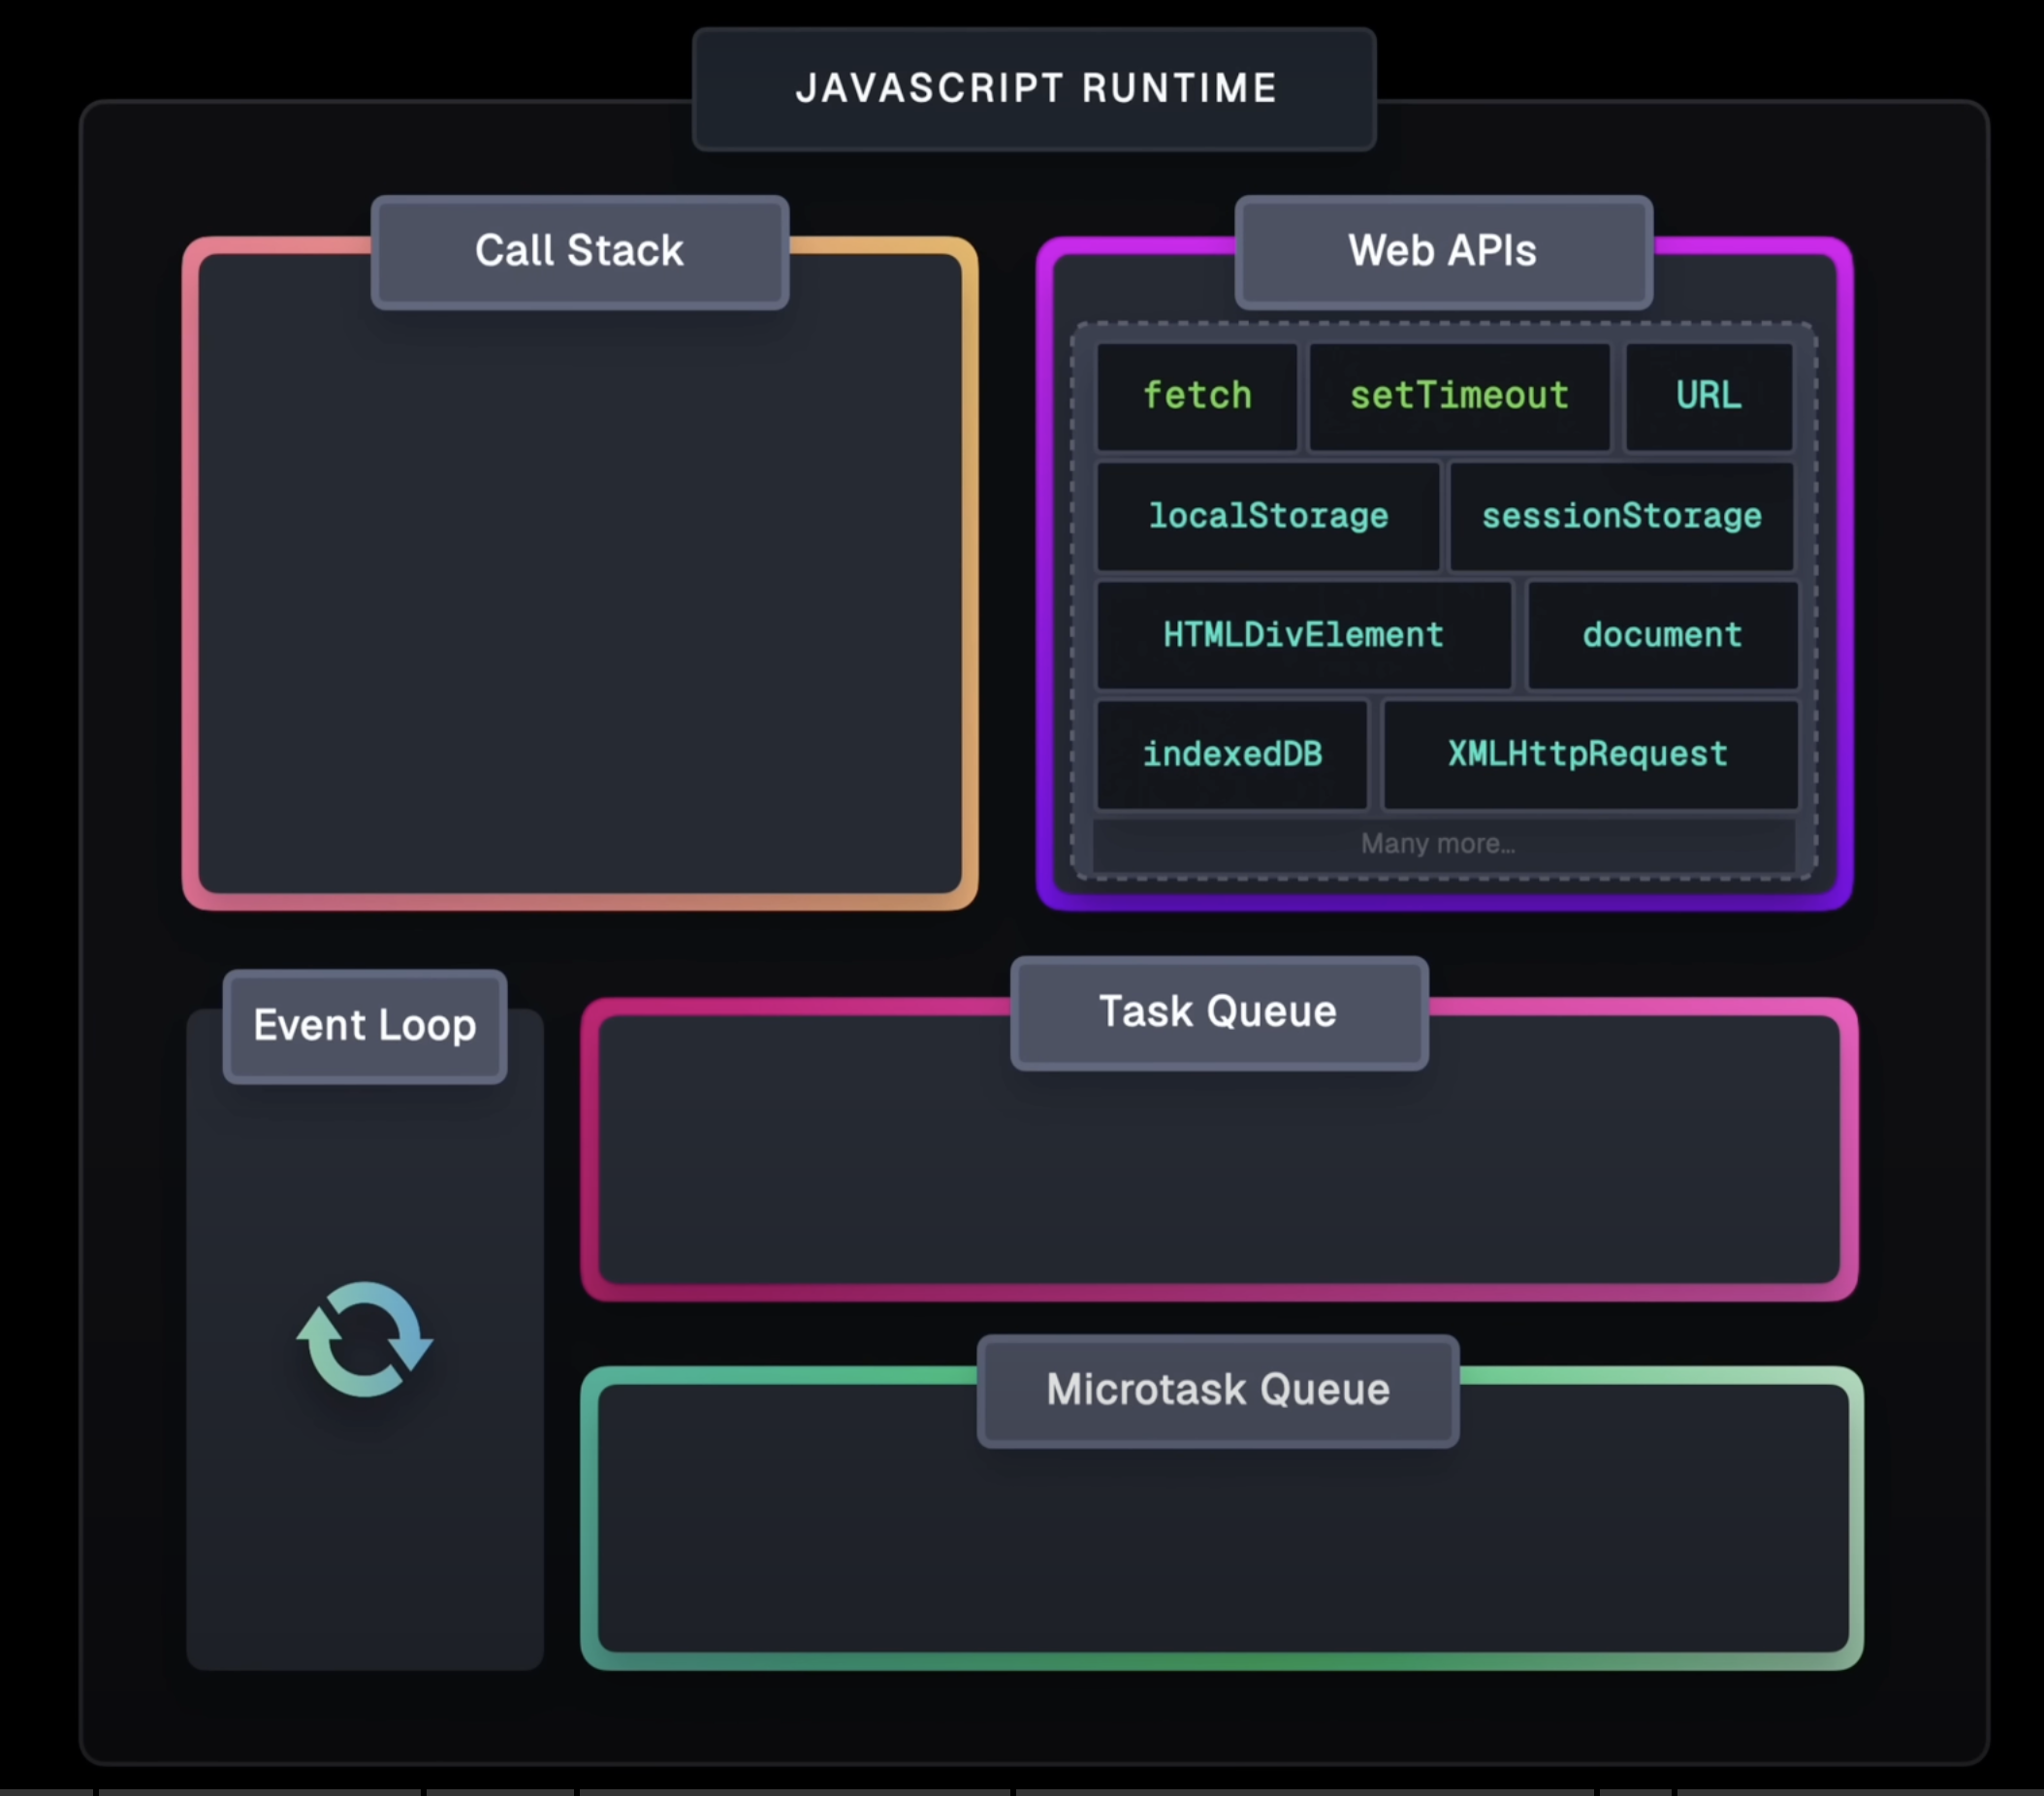 JAVASCRIPT RUNTIME
Call Stack
Web APIs
fetch
setTimeout
URL
localStorage
sessionStorage
HTMLDivElement
document
indexedDB
XMLHttpRequest
Many more...
Event Loop
Task Queue
Microtask Queue